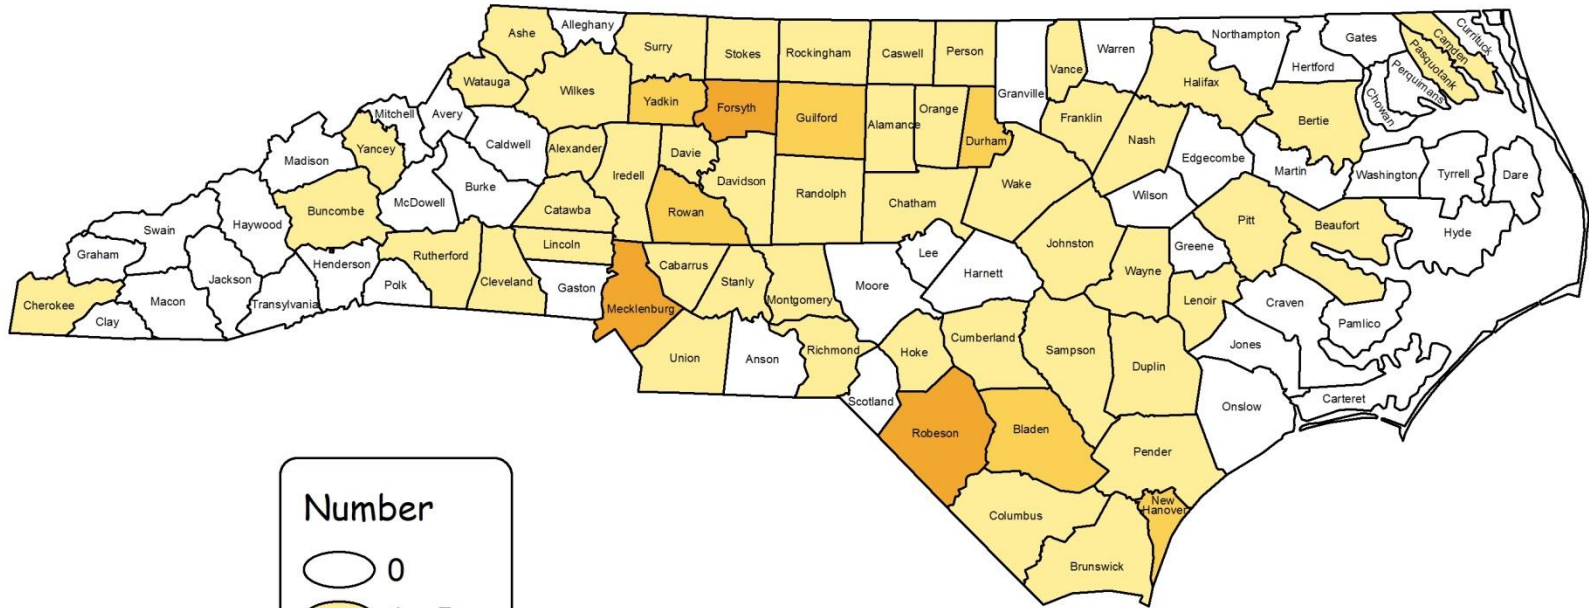 Ashe
Alleghany
Surry
Stokes
Rockingham
Caswell
Person
Granville
Vance
Warren
Northampton
Gates
Hertford
Halifax
Currituck
Camden
Pasquotank
Perquimans
Chowan
Bertie
Watauga
Wilkes
Yadkin
Forsyth
Guilford
Alamance
Orange
Durham
Franklin
Nash
Edgecombe
Martin
Washington
Tyrrell
Dare
Mitchell
Avery
Caldwell
Alexander
Iredell
Davie
Davidson
Randolph
Chatham
Wake
Wilson
Yancey
Madison
Burke
McDowell
Buncombe
Haywood
Swain
Graham
Cherokee
Clay
Macon
Jackson
Transylvania
Henderson
Polk
Rutherford
Cleveland
Catawba
Lincoln
Gaston
Rowan
Mecklenburg
Cabarrus
Stanly
Montgomery
Moore
Lee
Harnett
Johnston
Wayne
Greene
Pitt
Beaufort
Hyde
Lenoir
Craven
Pamlico
Jones
Carteret
Onslow
Duplin
Sampson
Cumberland
Hoke
Scotland
Richmond
Anson
Union
Robeson
Bladen
Pender
New
Hanover
Columbus
Brunswick
Number
0